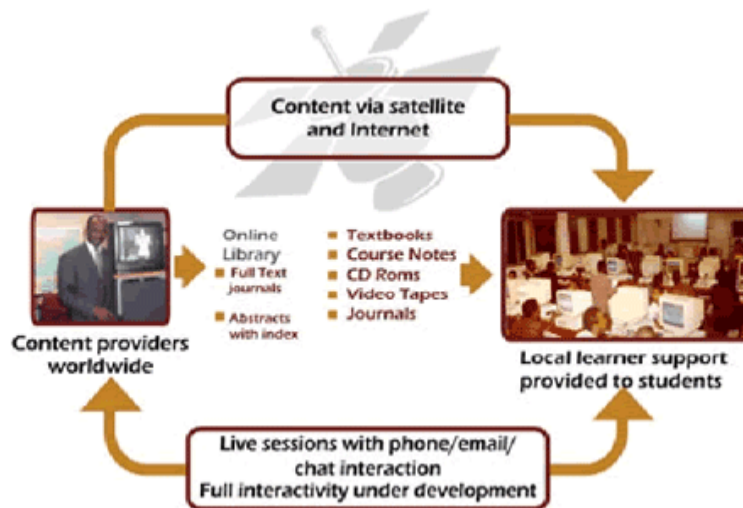 Content via satellite
and Internet
Online
Library
Full Text
journals
Abstracts
with index
Textbooks
Course Notes
CD Roms
Video Tapes
Journals
Content providers
worldwide
Local learner support
provided to students
Live sessions with phone/email/
chat interaction
Full interactivity under development